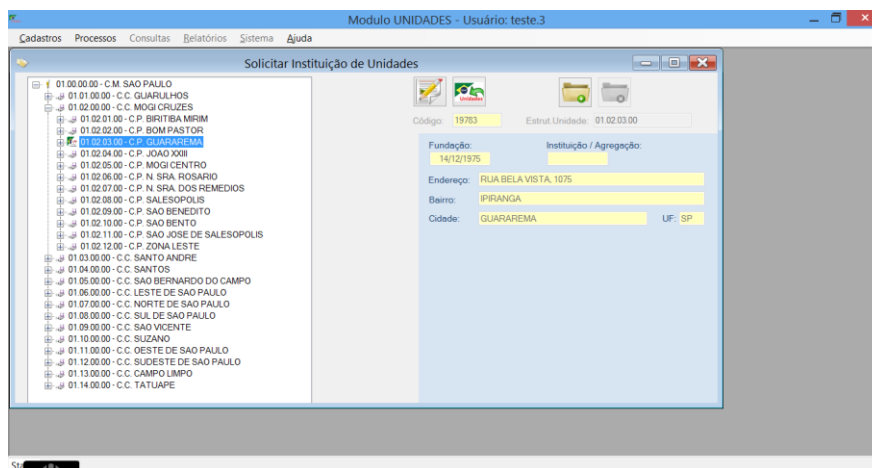 Modulo UNIDADES - Usuário: teste.3
Cadastros Processos Consultas Relatórios Sistema Ajuda
Solicitar Instituição de Unidades
01.00.00.00 - C.M. SAO PAULO
01.01.00.00 - C.C. GUARULHOS
01.02.00.00 - C.C. MOGI CRUZES
01.02.01.00 - C.P. BIRITIBA MIRIM
01.02.02.00 - C.P. BOM PASTOR
01.02.03.00 - C.P. GUARAREMA
01.02.04.00 - C.P. JOAO XXIII
01.02.05.00 - C.P. MOGI CENTRO
01.02.06.00 - C.P. N. SRA. ROSARIO
01.02.07.00 - C.P. N. SRA. DOS REMEDIOS
01.02.08.00 - C.P. SALESOPOLIS
01.02.09.00 - C.P. SAO BENEDITO
01.02.10.00 - C.P. SAO BENTO
01.02.11.00 - C.P. SAO JOSE DE SALESOPOLIS
01.02.12.00 - C.P. ZONA LESTE
01.03.00.00 - C.C. SANTO ANDRE
01.04.00.00 - C.C. SANTOS
01.05.00.00 - C.C. SAO BERNARDO DO CAMPO
01.06.00.00 - C.C. LESTE DE SAO PAULO
01.07.00.00 - C.C. NORTE DE SAO PAULO
01.08.00.00 - C.C. SUL DE SAO PAULO
01.09.00.00 - C.C. SAO VICENTE
01.10.00.00 - C.C. SUZANO
01.11.00.00 - C.C. OESTE DE SAO PAULO
01.12.00.00 - C.C. SUDESTE DE SAO PAULO
01.13.00.00 - C.C. CAMPO LIMPO
01.14.00.00 - C.C. TATUAPE
Unidades
Código: 19783 Estrut.Unidade: 01.02.03.00
Fundação: Instituição / Agregação:
14/12/1975
Endereço: RUA BELA VISTA, 1075
Bairro: IPIRANGA
Cidade: GUARAREMA UF: SP